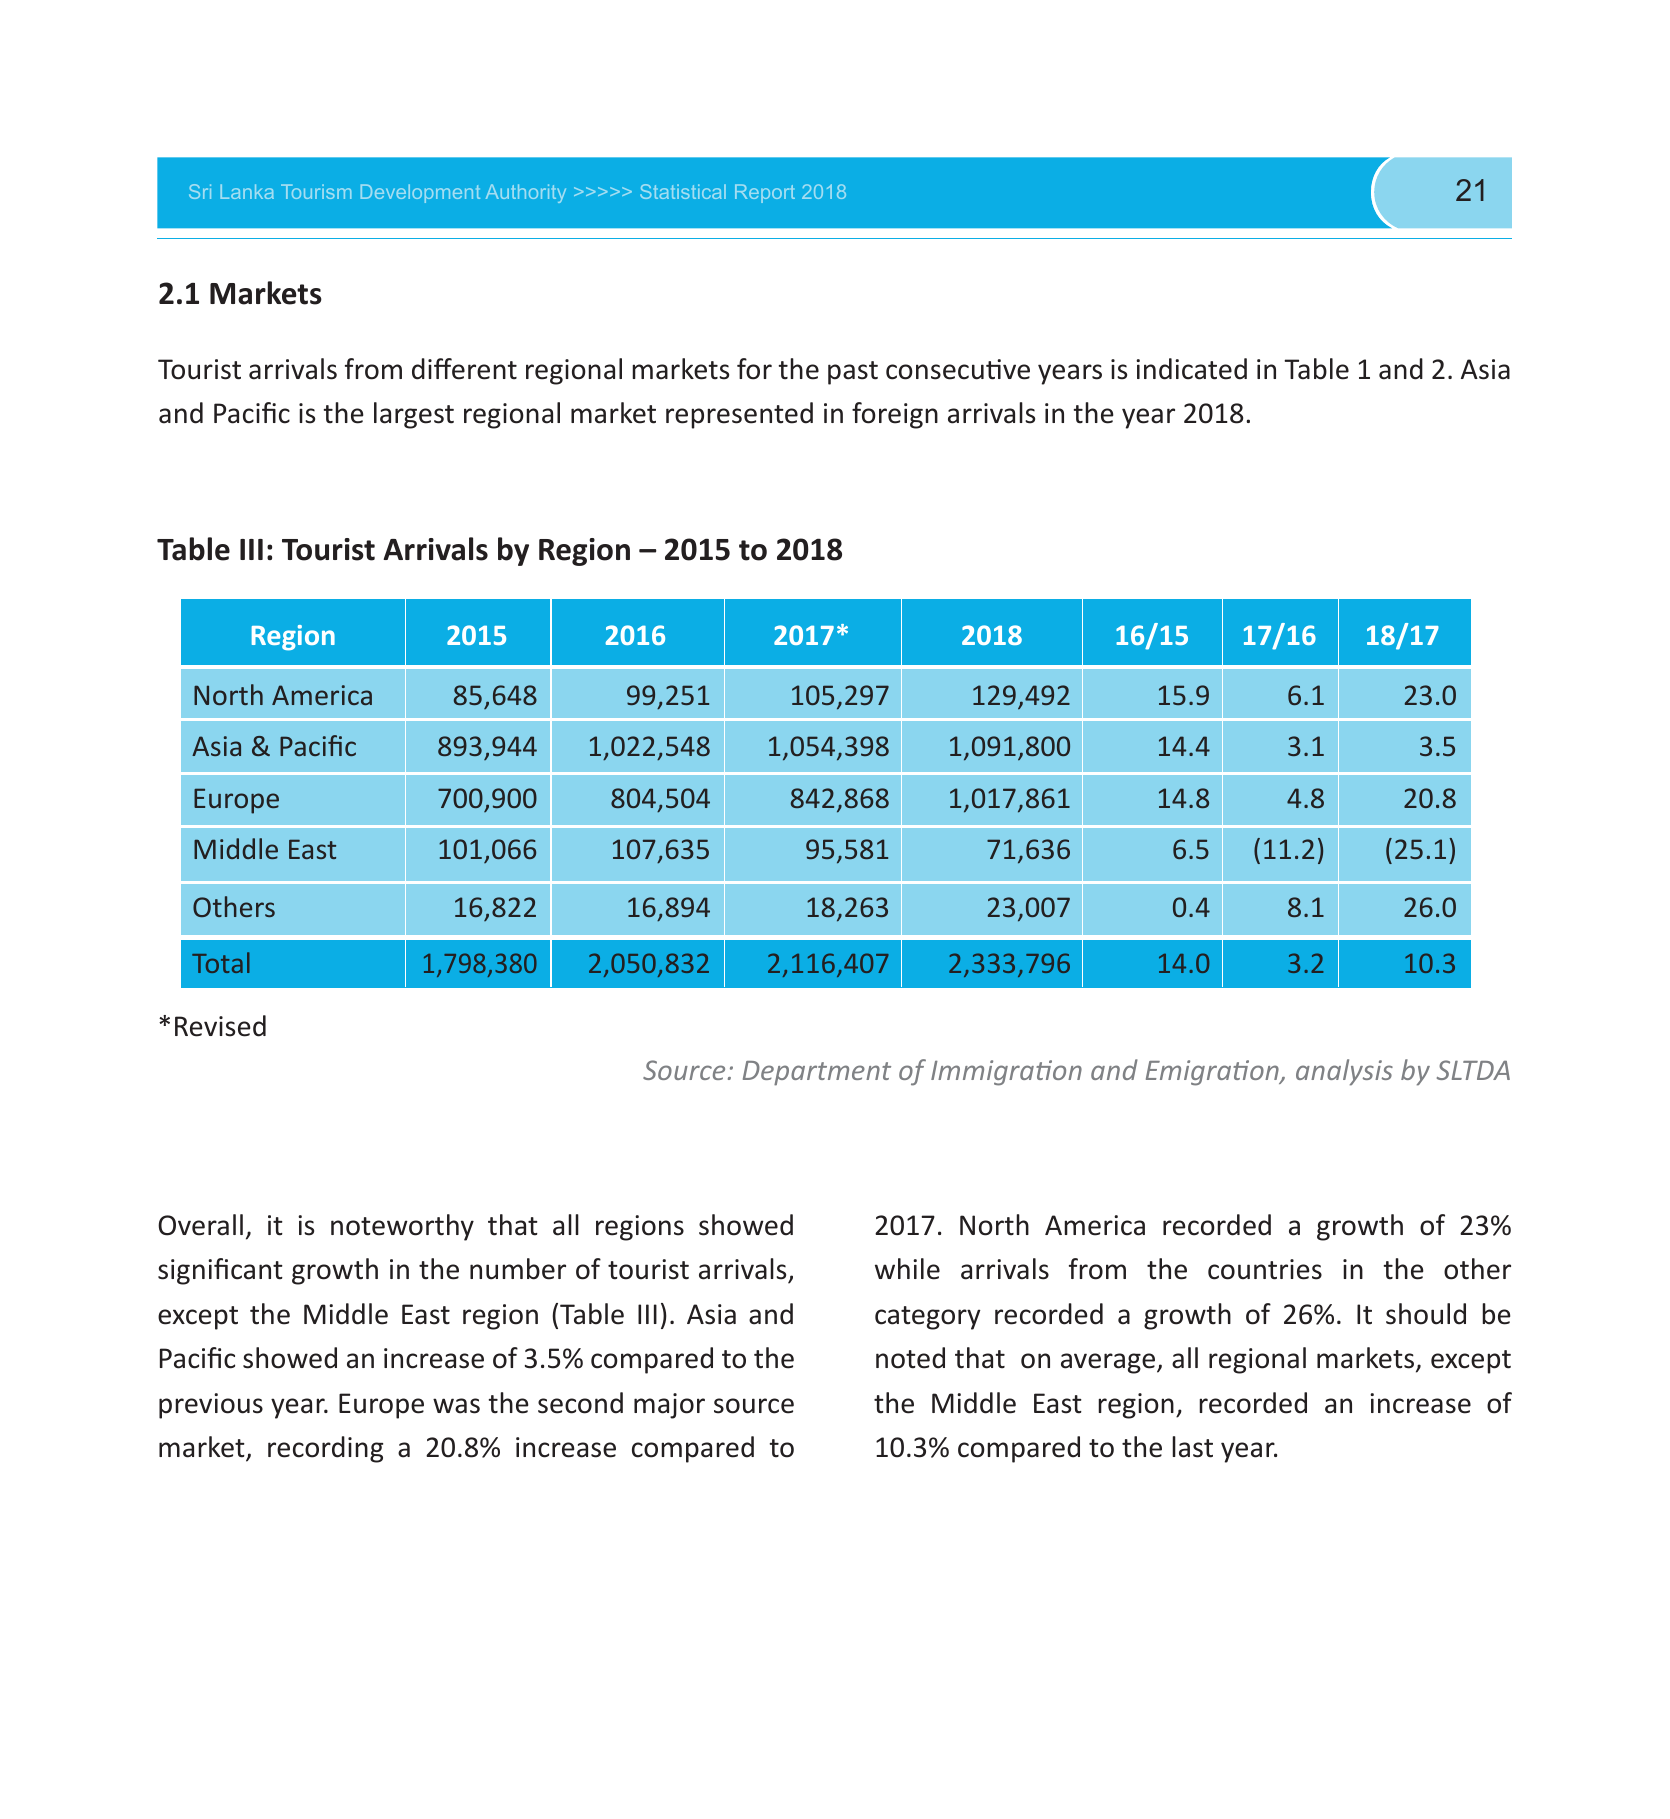 Sri Lanka Tourism Development Authority >>>>> Statistical Report 2018
21
2.1 Markets
Tourist arrivals from different regional markets for the past consecutive years is indicated in Table 1 and 2. Asia
and Pacific is the largest regional market represented in foreign arrivals in the year 2018.
Table III: Tourist Arrivals by Region – 2015 to 2018
Region 2015 2016 2017* 2018 16/15 17/16 18/17
North America 85,648 99,251 105,297 129,492 15.9 6.1 23.0
Asia & Pacific 893,944 1,022,548 1,054,398 1,091,800 14.4 3.1 3.5
Europe 700,900 804,504 842,868 1,017,861 14.8 4.8 20.8
Middle East 101,066 107,635 95,581 71,636 6.5 (11.2) (25.1)
Others 16,822 16,894 18,263 23,007 0.4 8.1 26.0
Total 1,798,380 2,050,832 2,116,407 2,333,796 14.0 3.2 10.3
*Revised
Source: Department of Immigration and Emigration, analysis by SLTDA
Overall, it is noteworthy that all regions showed
significant growth in the number of tourist arrivals,
except the Middle East region (Table III). Asia and
Pacific showed an increase of 3.5% compared to the
previous year. Europe was the second major source
market, recording a 20.8% increase compared to
2017. North America recorded a growth of 23%
while arrivals from the countries in the other
category recorded a growth of 26%. It should be
noted that on average, all regional markets, except
the Middle East region, recorded an increase of
10.3% compared to the last year.